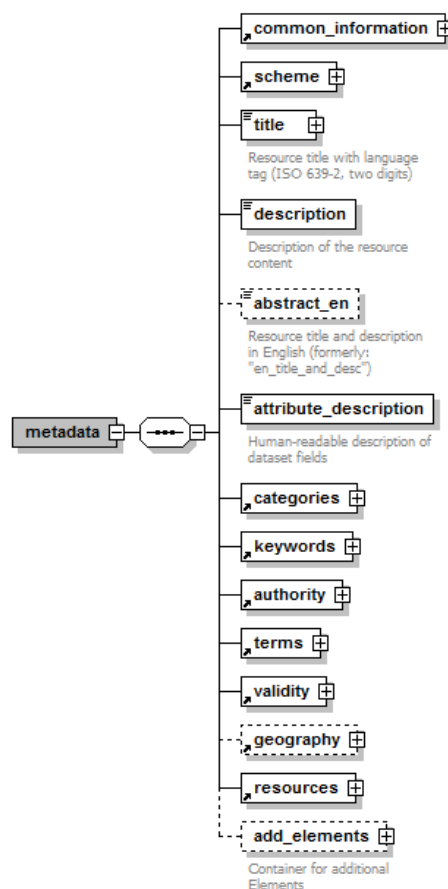 common_information
scheme
title
Resource title with language
tag (ISO 639-2, two digits)
description
Description of the resource
content
abstract_en
Resource title and description
in English (formerly:
"en_title_and_desc")
metadata
attribute_description
Human-readable description of
dataset fields
categories
keywords
authority
terms
validity
geography
resources
add_elements
Container for additional
Elements